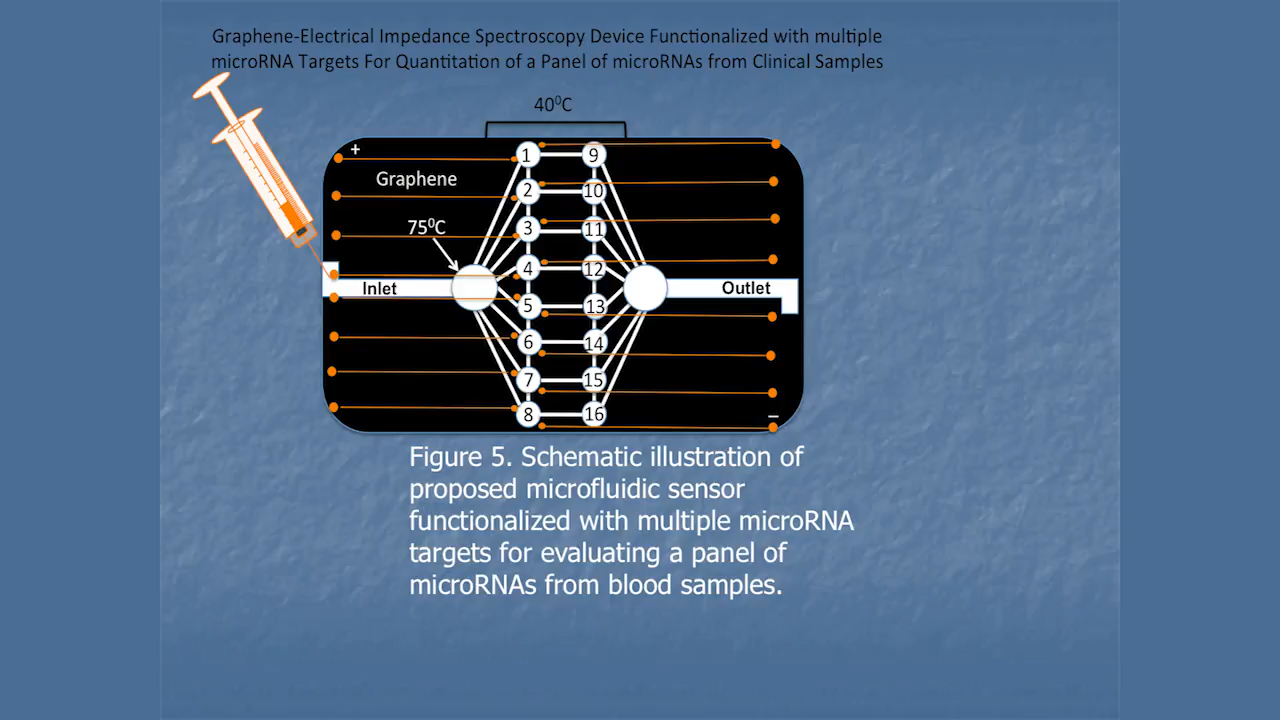 Graphene-Electrical Impedance Spectroscopy Device Functionalized with multiple
microRNA Targets For Quantitation of a Panel of microRNAs from Clinical Samples
40⁰C
+
1 9
Graphene
2 10
75⁰C
3 11
4 12
Inlet
Outlet
5 13
6 14
7 15
8 16
–
Figure 5. Schematic illustration of
proposed microfluidic sensor
functionalized with multiple microRNA
targets for evaluating a panel of
microRNAs from blood samples.